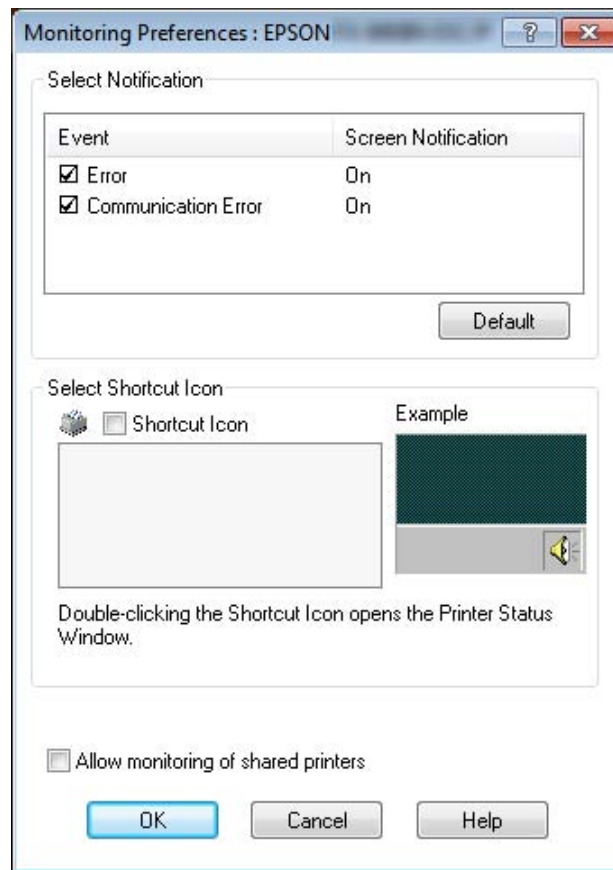 Monitoring Preferences : EPSON
Select Notification
Event Screen Notification
Error On
Communication Error On
Default
Select Shortcut Icon
Shortcut Icon
Example
Double-clicking the Shortcut Icon opens the Printer Status
Window.
Allow monitoring of shared printers
OK Cancel Help